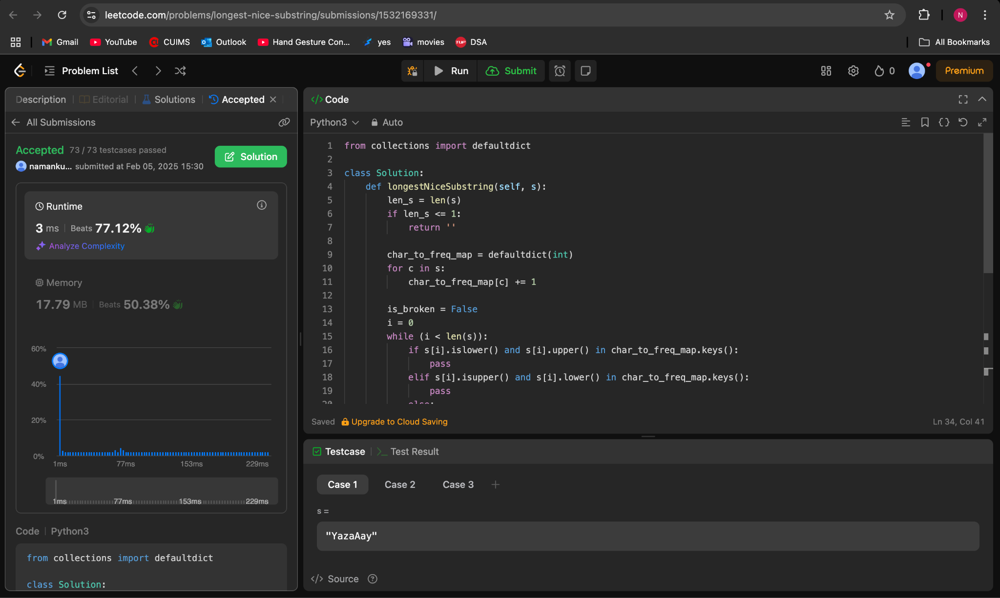 leetcode.com/problems/longest-nice-substring/submissions/1532169331/
N
Gmail YouTube CUIMS Outlook Hand Gesture Con... yes movies TUF DSA All Bookmarks
Problem List Run Submit 0 Premium
Description Editorial Solutions Accepted
All Submissions
Accepted 73 / 73 testcases passed
namanku... submitted at Feb 05, 2025 15:30
Solution
Runtime
3 ms Beats 77.12%
Analyze Complexity
Memory
17.79 MB Beats 50.38%
60%
40%
20%
0%
1ms 77ms 153ms 229ms
1ms 77ms 153ms 229ms
Code Python3
from collections import defaultdict
class Solution:
</> Code
Python3 Auto
1 from collections import defaultdict
2
3 class Solution:
4 def longestNiceSubstring(self, s):
5 len_s = len(s)
6 if len_s <= 1:
7 return ''
8
9 char_to_freq_map = defaultdict(int)
10 for c in s:
11 char_to_freq_map[c] += 1
12
13 is_broken = False
14 i = 0
15 while (i < len(s)):
16 if s[i].islower() and s[i].upper() in char_to_freq_map.keys():
17 pass
18 elif s[i].isupper() and s[i].lower() in char_to_freq_map.keys():
19 pass
20 else:
Saved Upgrade to Cloud Saving Ln 34, Col 41
Testcase >_ Test Result
Case 1 Case 2 Case 3 +
s =
"YazaAay"
</> Source ?